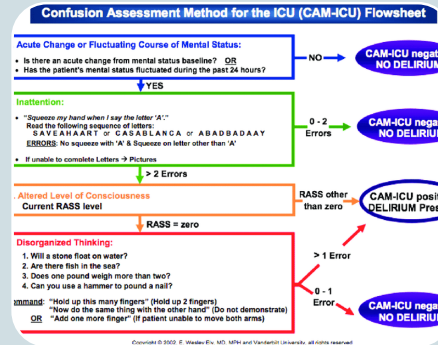 Confusion Assessment Method for the ICU (CAM-ICU) Flowsheet
Acute Change or Fluctuating Course of Mental Status:
• Is there an acute change from mental status baseline? OR
• Has the patient's mental status fluctuated during the past 24 hours?
NO
CAM-ICU negat
NO DELIRIUM
YES
Inattention:
• "Squeeze my hand when I say the letter 'A'."
Read the following sequence of letters:
S A V E A H A A R T or C A S A B L A N C A or A B A D B A D A A Y
ERRORS: No squeeze with 'A' & Squeeze on letter other than 'A'
• If unable to complete Letters → Pictures
0 - 2
Errors
CAM-ICU negat
NO DELIRIU
> 2 Errors
Altered Level of Consciousness
Current RASS level
RASS other
than zero
CAM-ICU posit
DELIRIUM Pres
RASS = zero
Disorganized Thinking:
1. Will a stone float on water?
2. Are there fish in the sea?
3. Does one pound weigh more than two?
4. Can you use a hammer to pound a nail?
ommand: "Hold up this many fingers" (Hold up 2 fingers)
"Now do the same thing with the other hand" (Do not demonstrate)
OR "Add one more finger" (If patient unable to move both arms)
> 1 Error
0 - 1
Error
CAM-ICU negat
NO DELIRIU
Copyright © 2002, E. Wesley Ely, MD, MPH and Vanderbilt University, all rights reserved